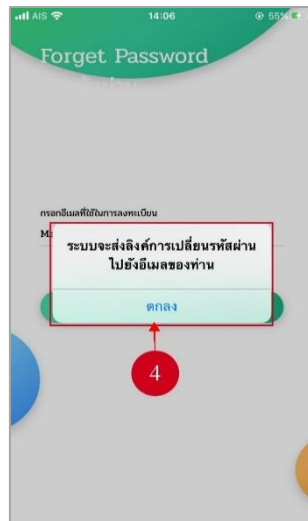 AIS 14:06 55%
Forget Password
กรอกอีเมลที่ใช้ในการลงทะเบียน
ระบบจะส่งลิงค์การเปลี่ยนรหัสผ่าน
ไปยังอีเมลของท่าน
ตกลง
4